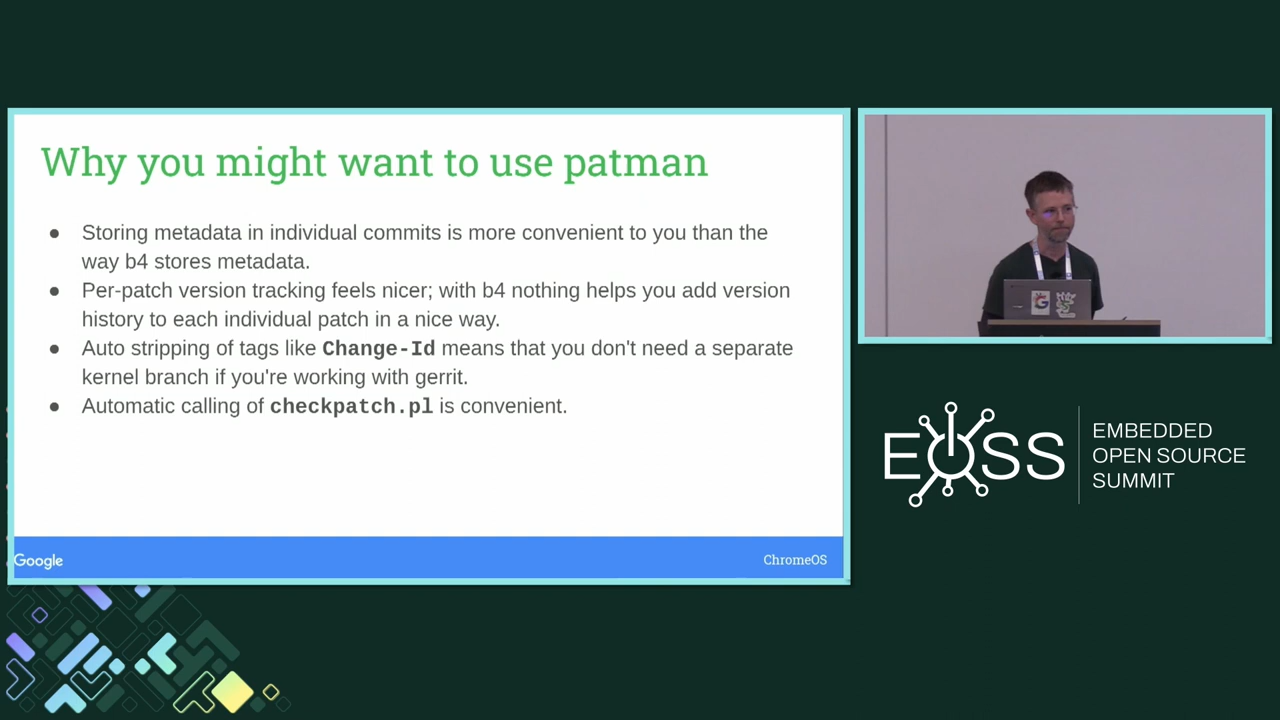 Why you might want to use patman
● Storing metadata in individual commits is more convenient to you than the
way b4 stores metadata.
● Per-patch version tracking feels nicer; with b4 nothing helps you add version
history to each individual patch in a nice way.
● Auto stripping of tags like Change-Id means that you don't need a separate
kernel branch if you're working with gerrit.
● Automatic calling of checkpatch.pl is convenient.
Google
ChromeOS
EOSS
EMBEDDED
OPEN SOURCE
SUMMIT